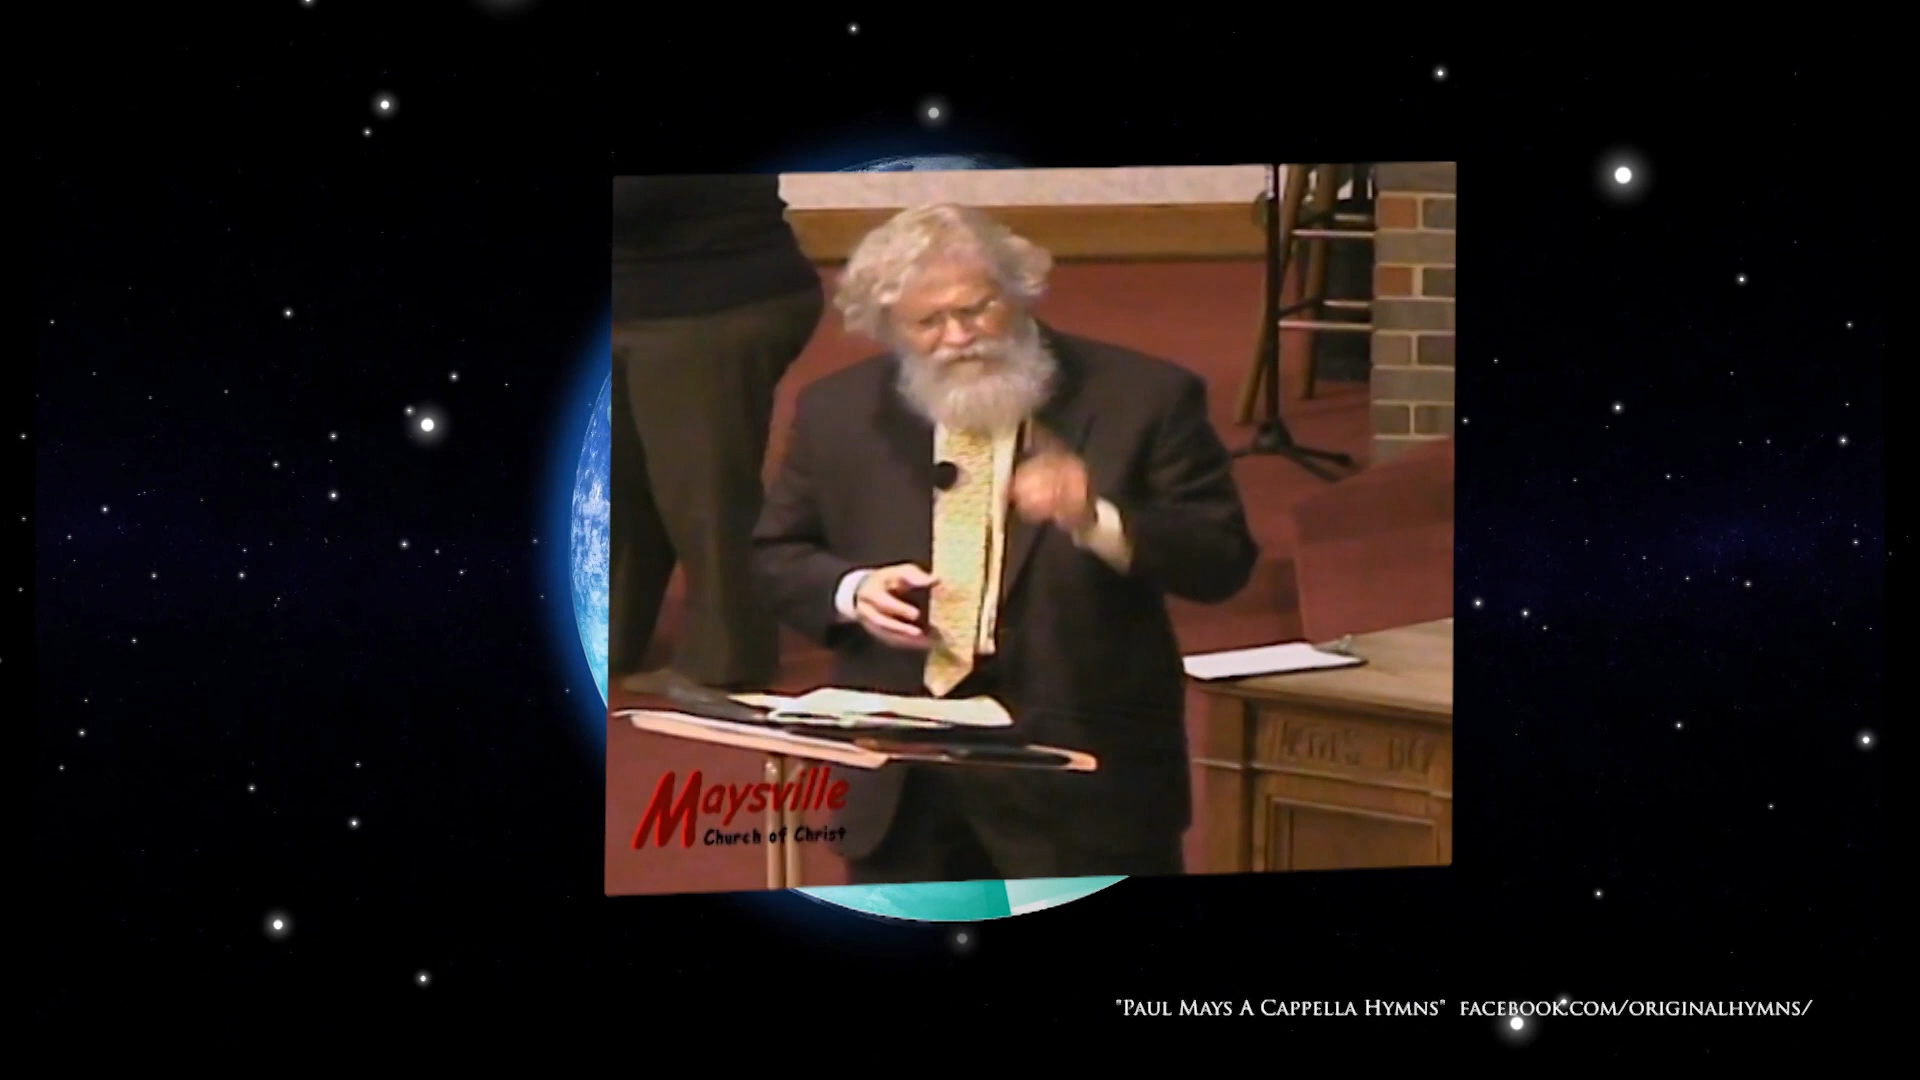 Maysville
Church of Christ
"Paul Mays A Cappella Hymns" facebook.com/originalhymns/